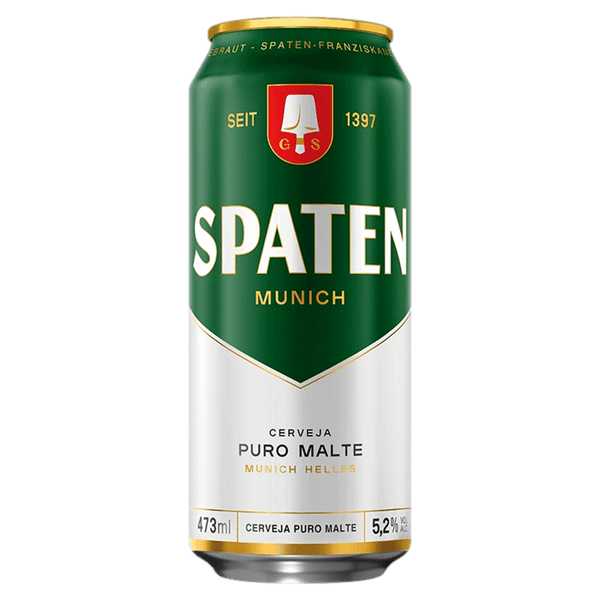 EBRAUT - SPATEN-FRANZISKAN
SEIT 1397
G S
SPATEN
MUNICH
CERVEJA
PURO MALTE
MUNICH HELLES
473ml CERVEJA PURO MALTE 5,2% VOL
ALC